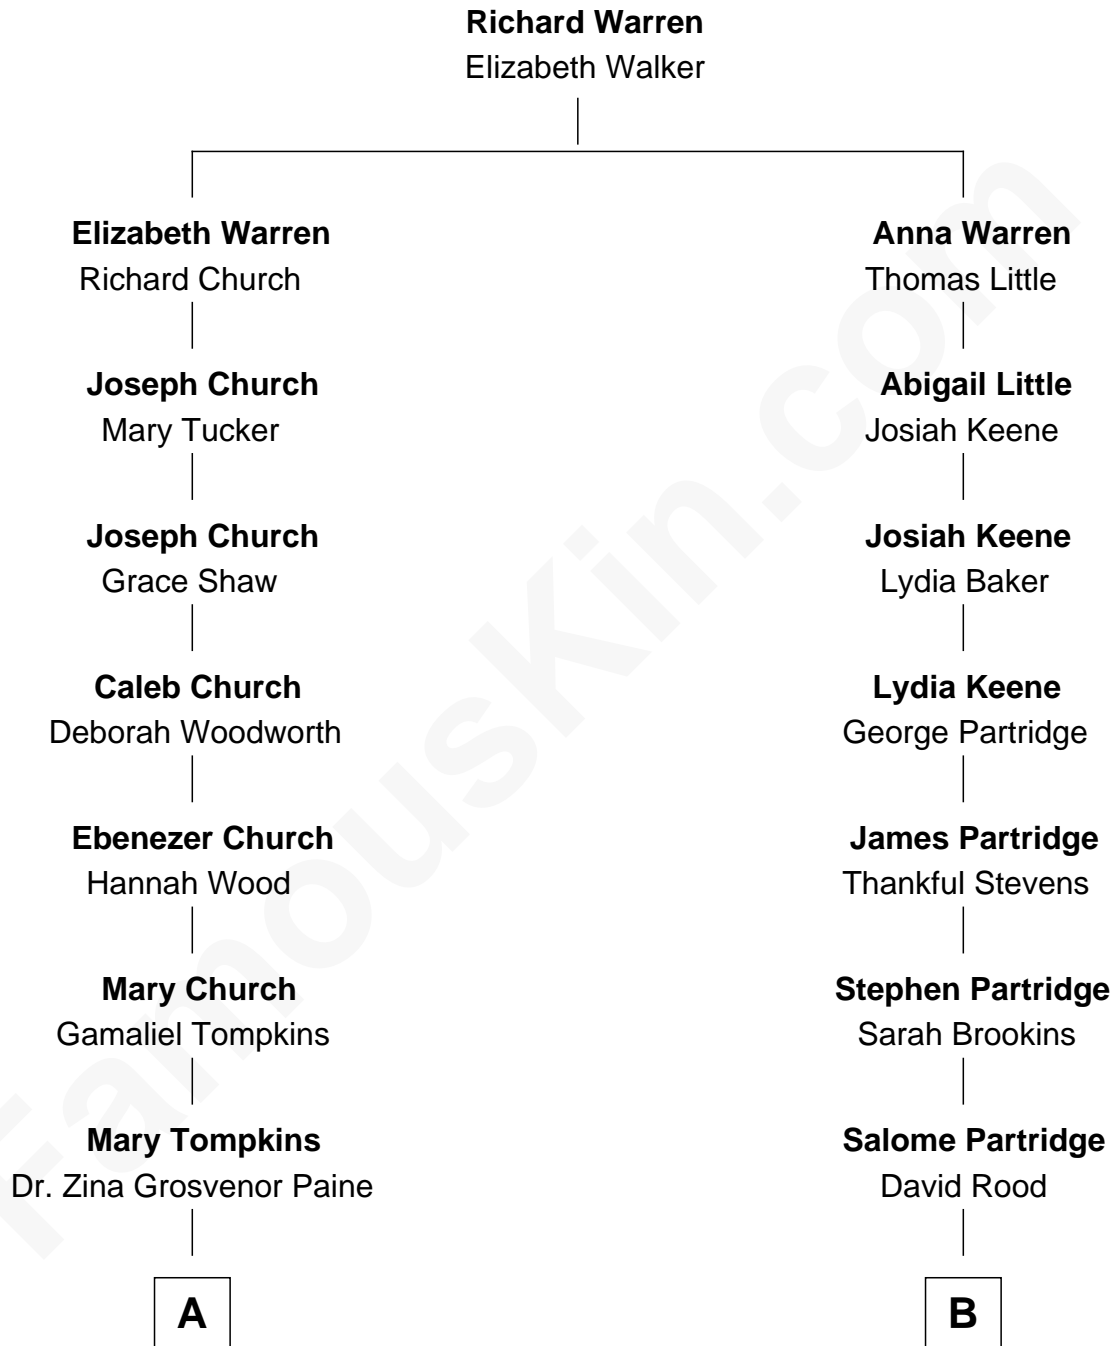 Richard Warren
Elizabeth Walker
Elizabeth Warren
Richard Church
Joseph Church
Mary Tucker
Joseph Church
Grace Shaw
Caleb Church
Deborah Woodworth
Ebenezer Church
Hannah Wood
Mary Church
Gamaliel Tompkins
Mary Tompkins
Dr. Zina Grosvenor Paine
A
Anna Warren
Thomas Little
Abigail Little
Josiah Keene
Josiah Keene
Lydia Baker
Lydia Keene
George Partridge
James Partridge
Thankful Stevens
Stephen Partridge
Sarah Brookins
Salome Partridge
David Rood
B
FamousKin.com